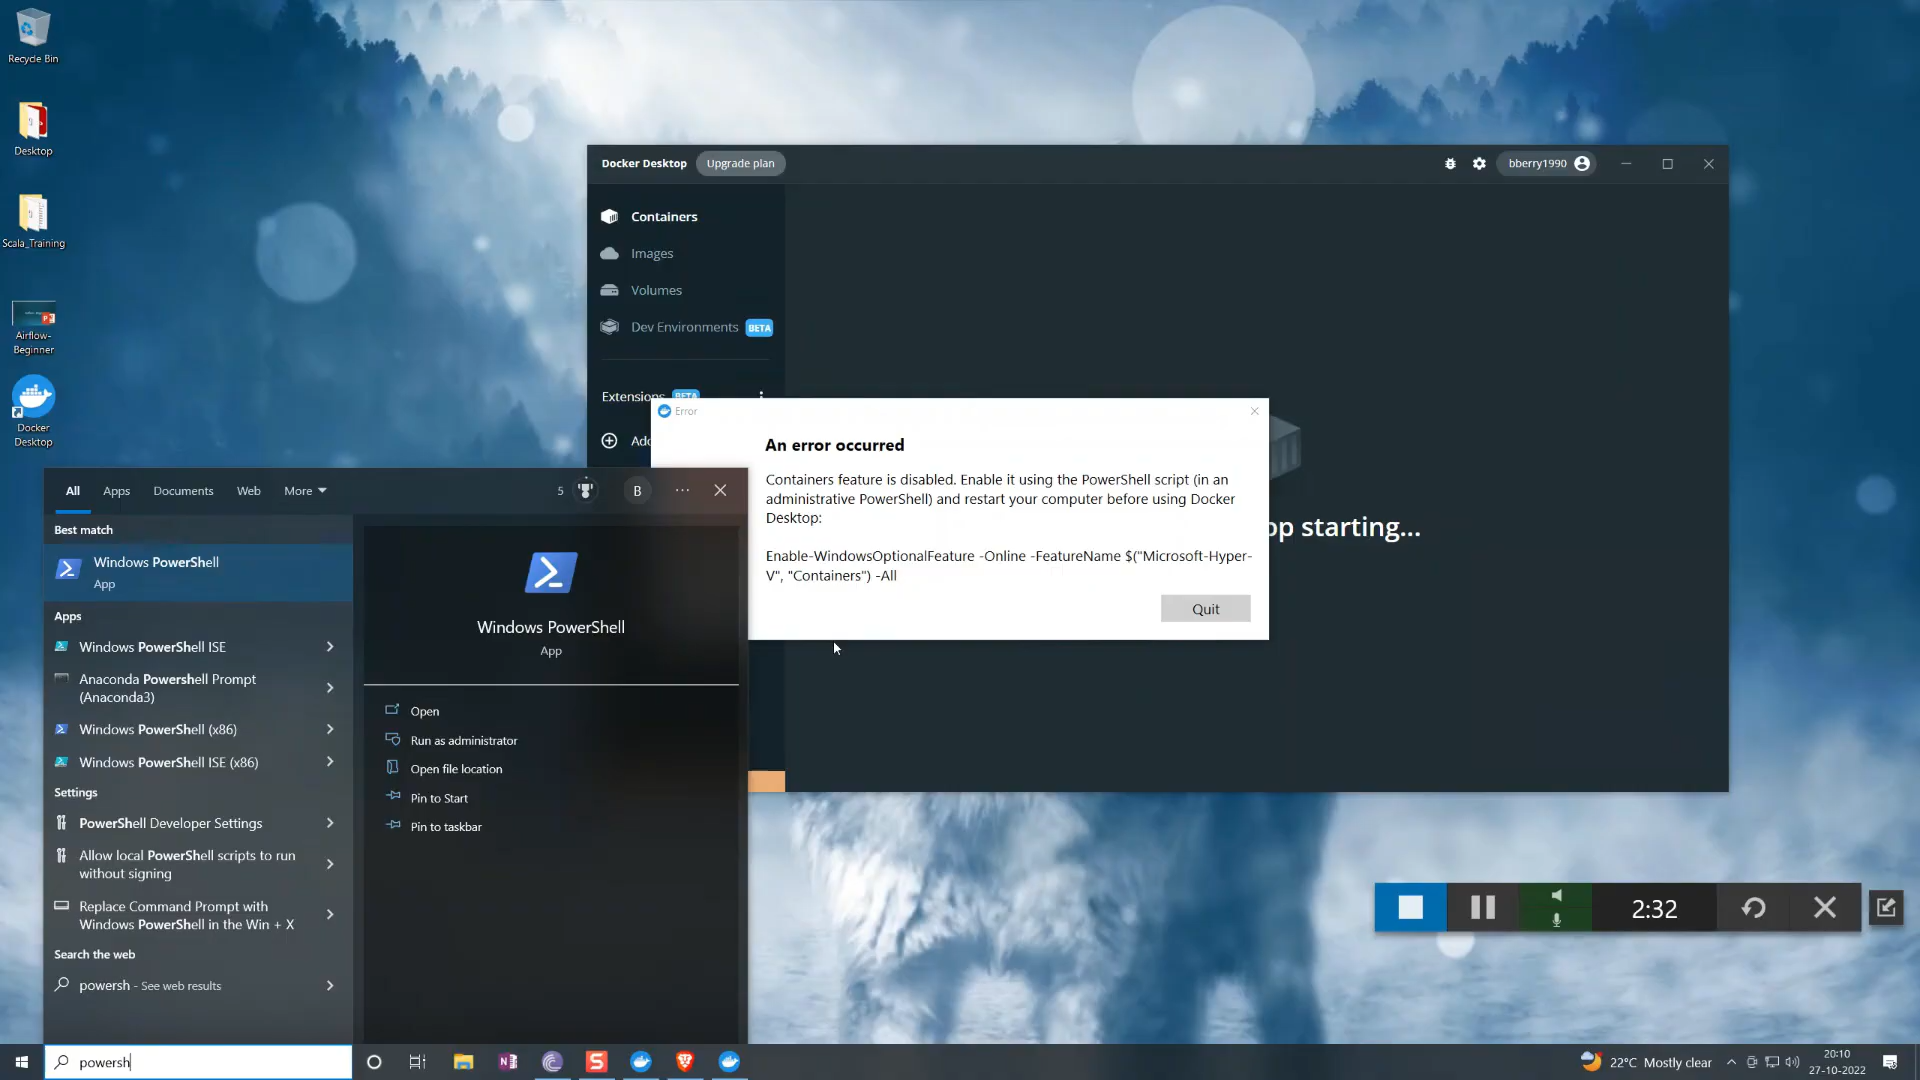 Recycle Bin
Desktop
Scala_Training
Airflow-
Beginner
Docker
Desktop
Docker Desktop
Upgrade plan
bberry1990
Containers
Images
Volumes
Dev Environments
BETA
Extensions
BETA
Error
An error occurred
Containers feature is disabled. Enable it using the PowerShell script (in an
administrative PowerShell) and restart your computer before using Docker
Desktop:
Enable-WindowsOptionalFeature -Online -FeatureName $("Microsoft-Hyper-
V", "Containers") -All
Quit
starting...
All
Apps
Documents
Web
More
5
B
Best match
Windows PowerShell
App
Apps
Windows PowerShell ISE
Anaconda Powershell Prompt
(Anaconda3)
Windows PowerShell (x86)
Windows PowerShell ISE (x86)
Settings
PowerShell Developer Settings
Allow local PowerShell scripts to run
without signing
Replace Command Prompt with
Windows PowerShell in the Win + X
Search the web
powersh - See web results
Windows PowerShell
App
Open
Run as administrator
Open file location
Pin to Start
Pin to taskbar
2:32
powersh
22°C Mostly clear
20:10
27-10-2022